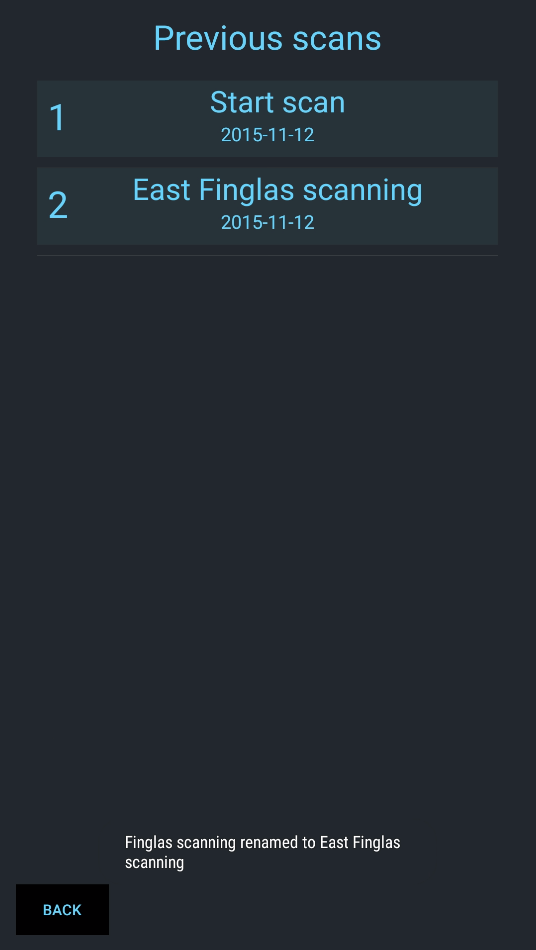 Previous scans
1
Start scan
2015-11-12
2
East Finglas scanning
2015-11-12
Finglas scanning renamed to East Finglas
scanning
BACK